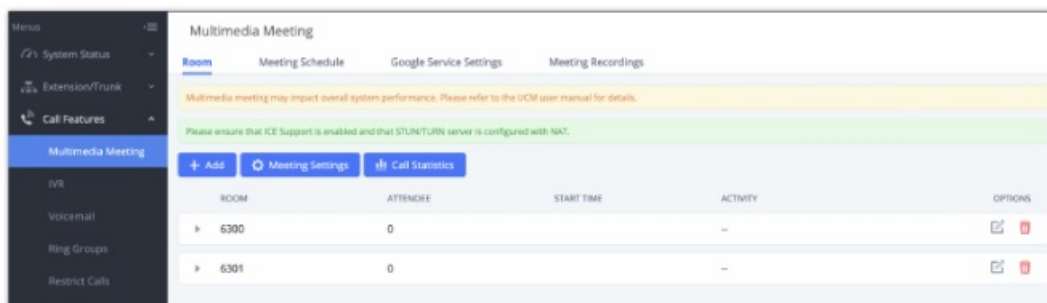 Menus
System Status
Extension/Trunk
Call Features
Multimedia Meeting
IVR
Voicemail
Ring Groups
Restrict Calls
Multimedia Meeting
Room Meeting Schedule Google Service Settings Meeting Recordings
Multimedia meeting may impact overall system performance. Please refer to the UCM user manual for details.
Please ensure that ICE Support is enabled and that STUN/TURN server is configured with NAT.
+ Add Meeting Settings Call Statistics
ROOM ATTENDEE START TIME ACTIVITY OPTIONS
6300 0 --
6301 0 --